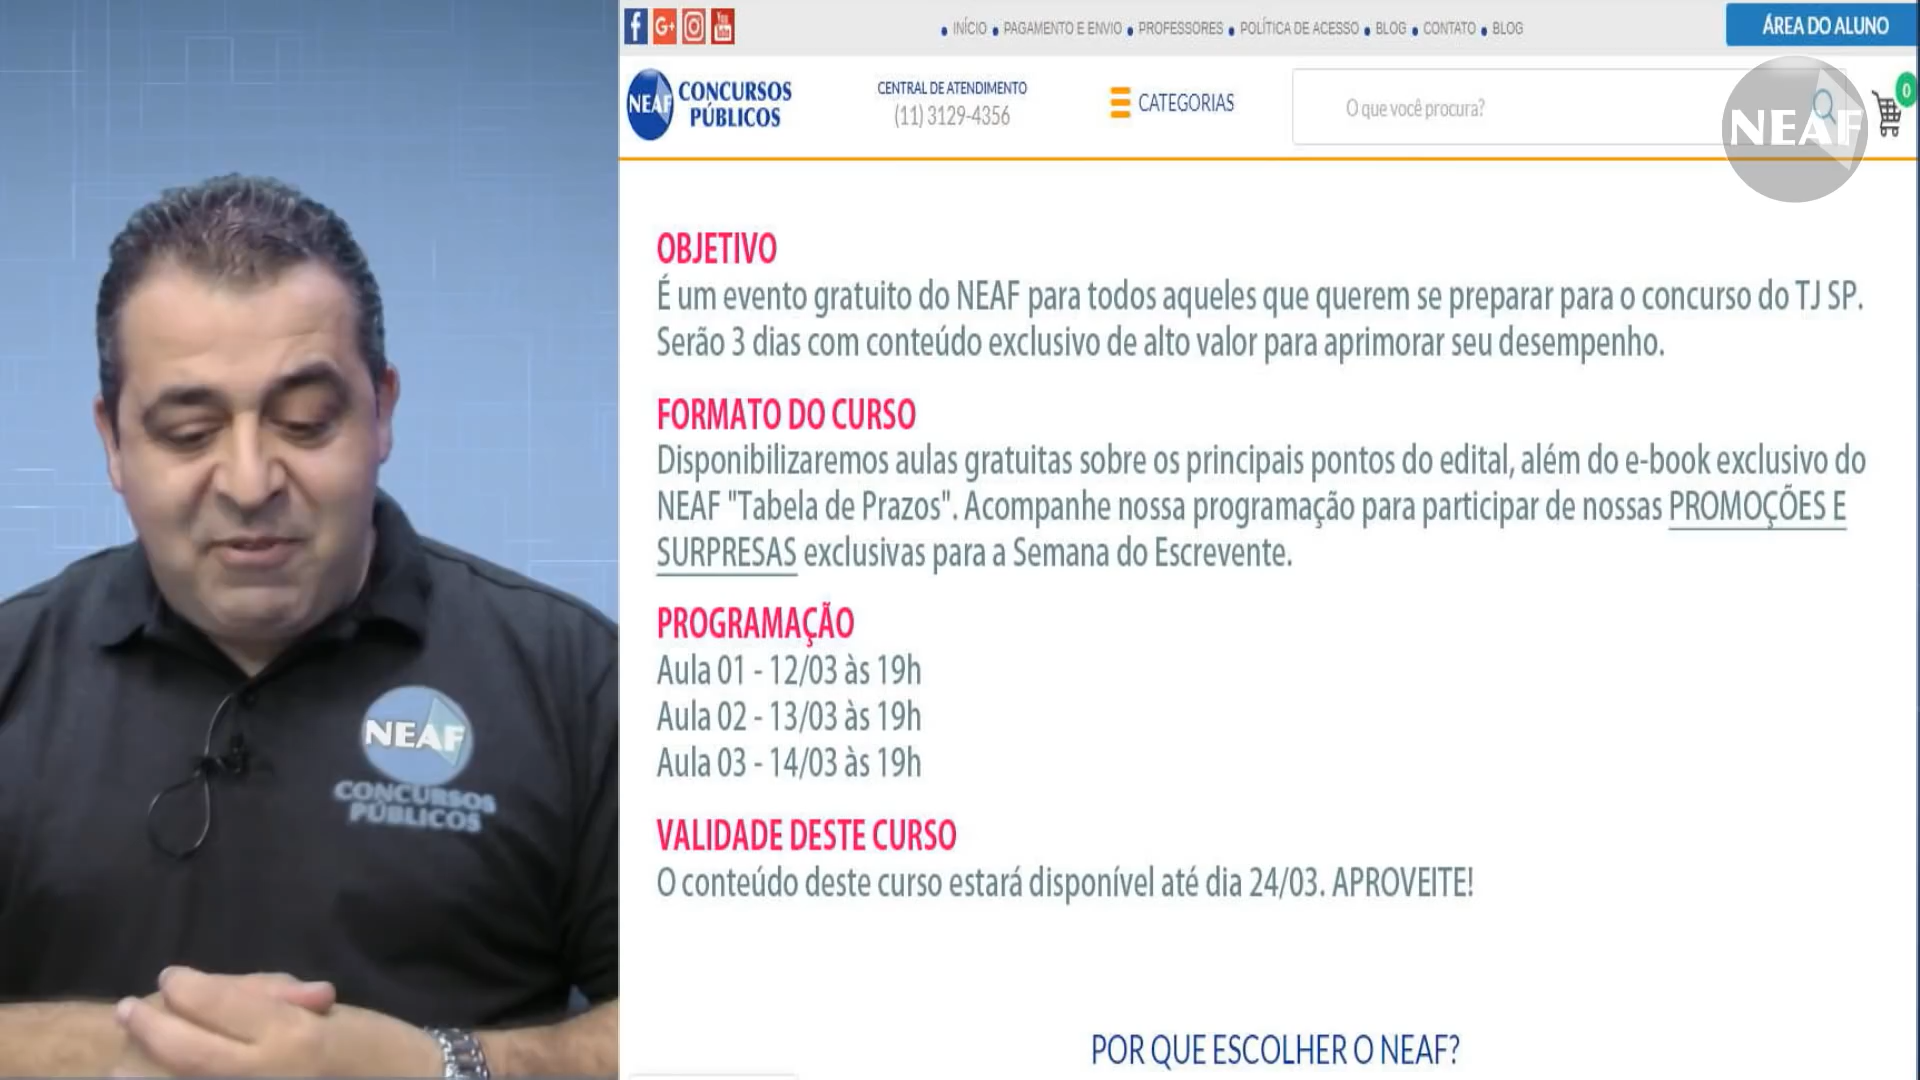 INÍCIO
PAGAMENTO E ENVIO
PROFESSORES
POLÍTICA DE ACESSO
BLOG
CONTATO
BLOG
ÁREA DO ALUNO
NEAF
CONCURSOS
PÚBLICOS
CENTRAL DE ATENDIMENTO
(11) 3129-4356
CATEGORIAS
O que você procura?
NEAF
0
OBJETIVO
É um evento gratuito do NEAF para todos aqueles que querem se preparar para o concurso do TJ SP.
Serão 3 dias com conteúdo exclusivo de alto valor para aprimorar seu desempenho.
FORMATO DO CURSO
Disponibilizaremos aulas gratuitas sobre os principais pontos do edital, além do e-book exclusivo do
NEAF "Tabela de Prazos". Acompanhe nossa programação para participar de nossas PROMOÇÕES E
SURPRESAS exclusivas para a Semana do Escrevente.
PROGRAMAÇÃO
Aula 01 - 12/03 às 19h
Aula 02 - 13/03 às 19h
Aula 03 - 14/03 às 19h
VALIDADE DESTE CURSO
O conteúdo deste curso estará disponível até dia 24/03. APROVEITE!
POR QUE ESCOLHER O NEAF?
NEAF
CONCURSOS
PÚBLICOS